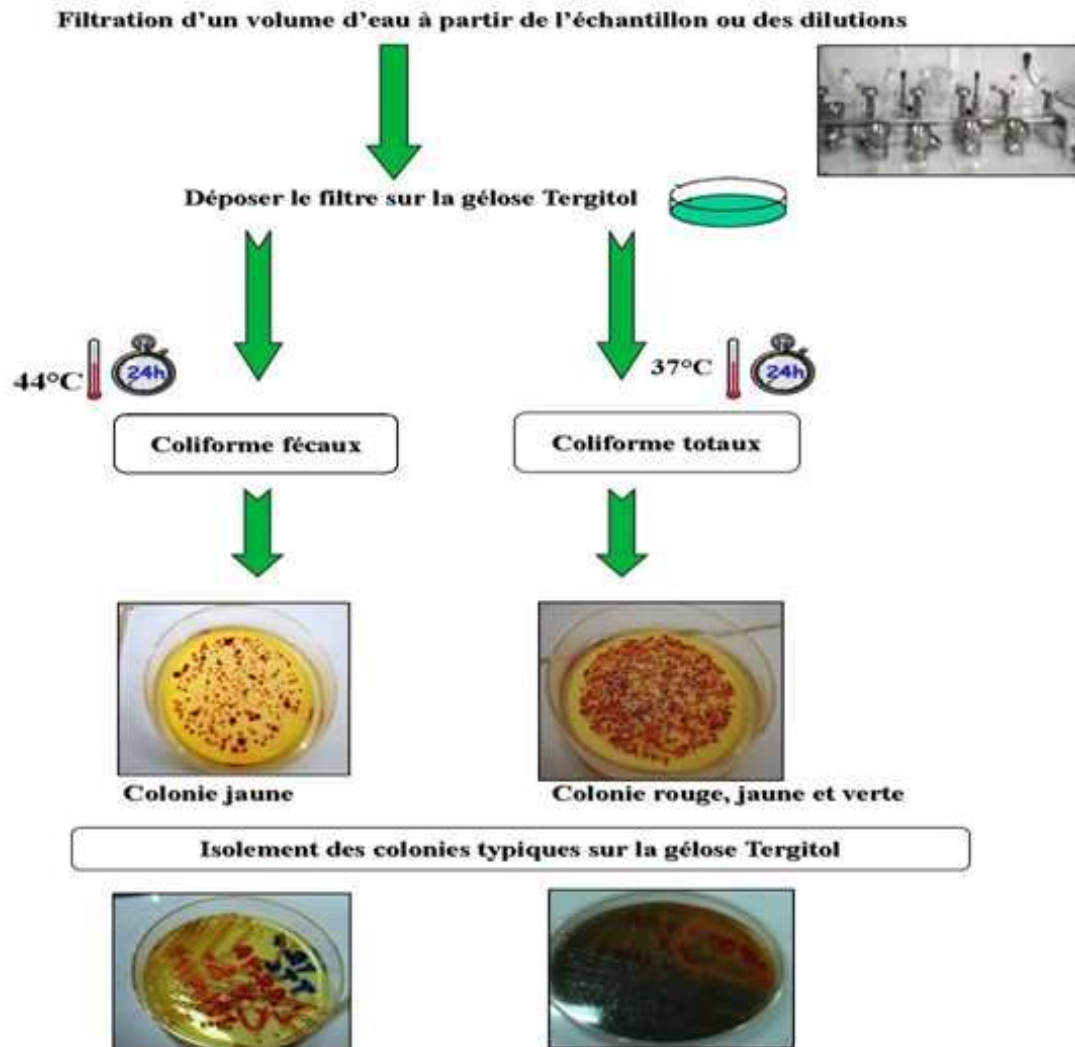 Filtration d'un volume d'eau à partir de l'échantillon ou des dilutions
Déposer le filtre sur la gélose Tergitol
44°C
24h
37°C
24h
Coliforme fécaux
Coliforme totaux
Colonie jaune
Colonie rouge, jaune et verte
Isolement des colonies typiques sur la gélose Tergitol